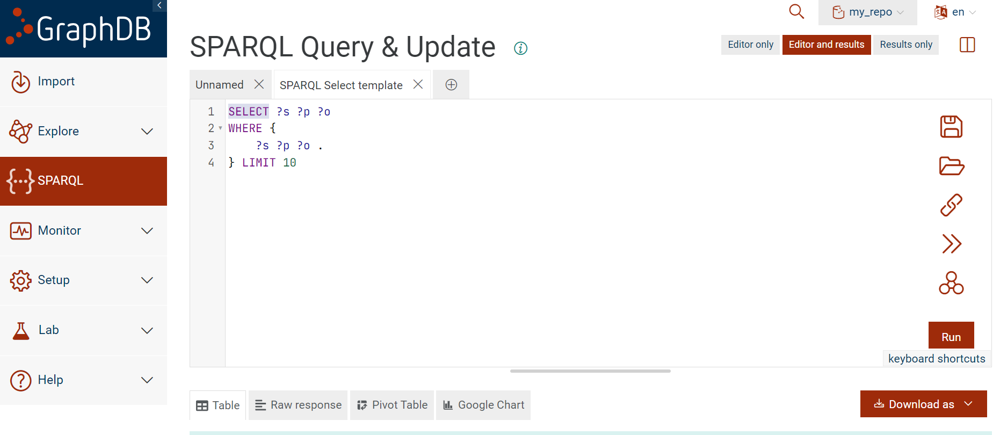 GraphDB
my_repo
en
SPARQL Query & Update
Editor only
Editor and results
Results only
Import
Explore
SPARQL
Monitor
Setup
Lab
Help
Unnamed
SPARQL Select template
1 SELECT ?s ?p ?o
2 WHERE {
3 ?s ?p ?o .
4 } LIMIT 10
Run
keyboard shortcuts
Table
Raw response
Pivot Table
Google Chart
Download as